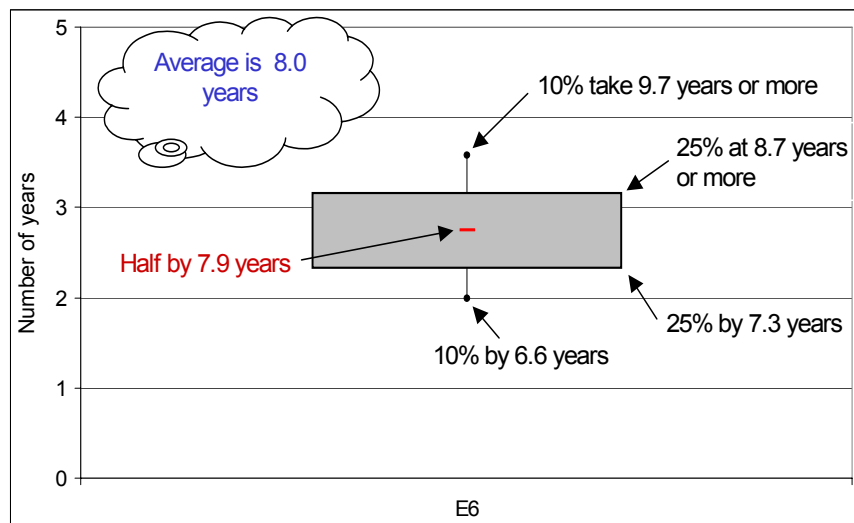 5
Average is 8.0
years
10% take 9.7 years or more
4
25% at 8.7 years
or more
3
Number of years
Half by 7.9 years
2
25% by 7.3 years
10% by 6.6 years
1
0
E6